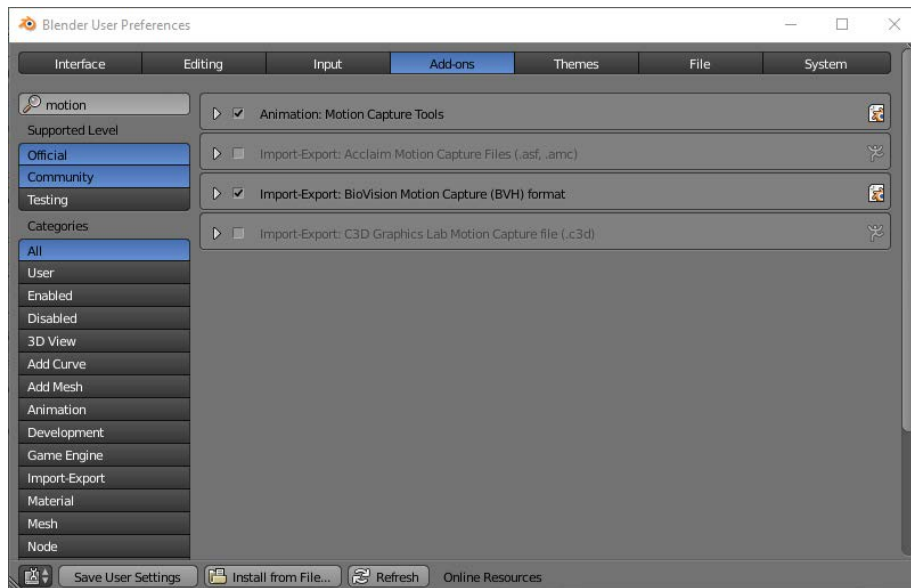 Blender User Preferences
Interface Editing Input Add-ons Themes File System
motion
Supported Level
Official
Community
Testing
Categories
All
User
Enabled
Disabled
3D View
Add Curve
Add Mesh
Animation
Development
Game Engine
Import-Export
Material
Mesh
Node
Animation: Motion Capture Tools
Import-Export: Acclaim Motion Capture Files (.asf, .amc)
Import-Export: BioVision Motion Capture (BVH) format
Import-Export: C3D Graphics Lab Motion Capture file (.c3d)
Save User Settings Install from File... Refresh Online Resources